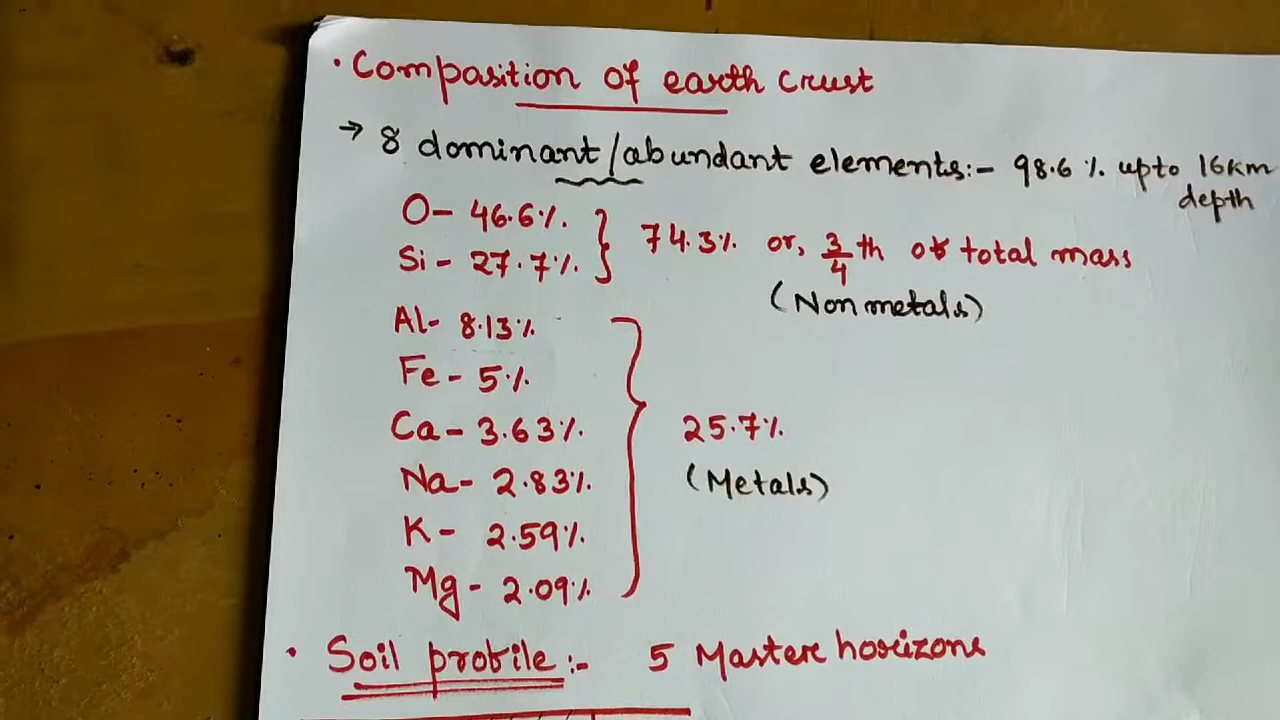 · Composition of earth crust
→ 8 dominant/abundant elements:- 98.6% upto 16km depth
O- 46.6%
Si- 27.7%
74.3% or, 3/4 th of total mass
(Non metals)
Al- 8.13%
Fe- 5%
Ca- 3.63%
Na- 2.83%
K- 2.59%
Mg- 2.09%
25.7%
(Metals)
· Soil profile:- 5 Master horizons